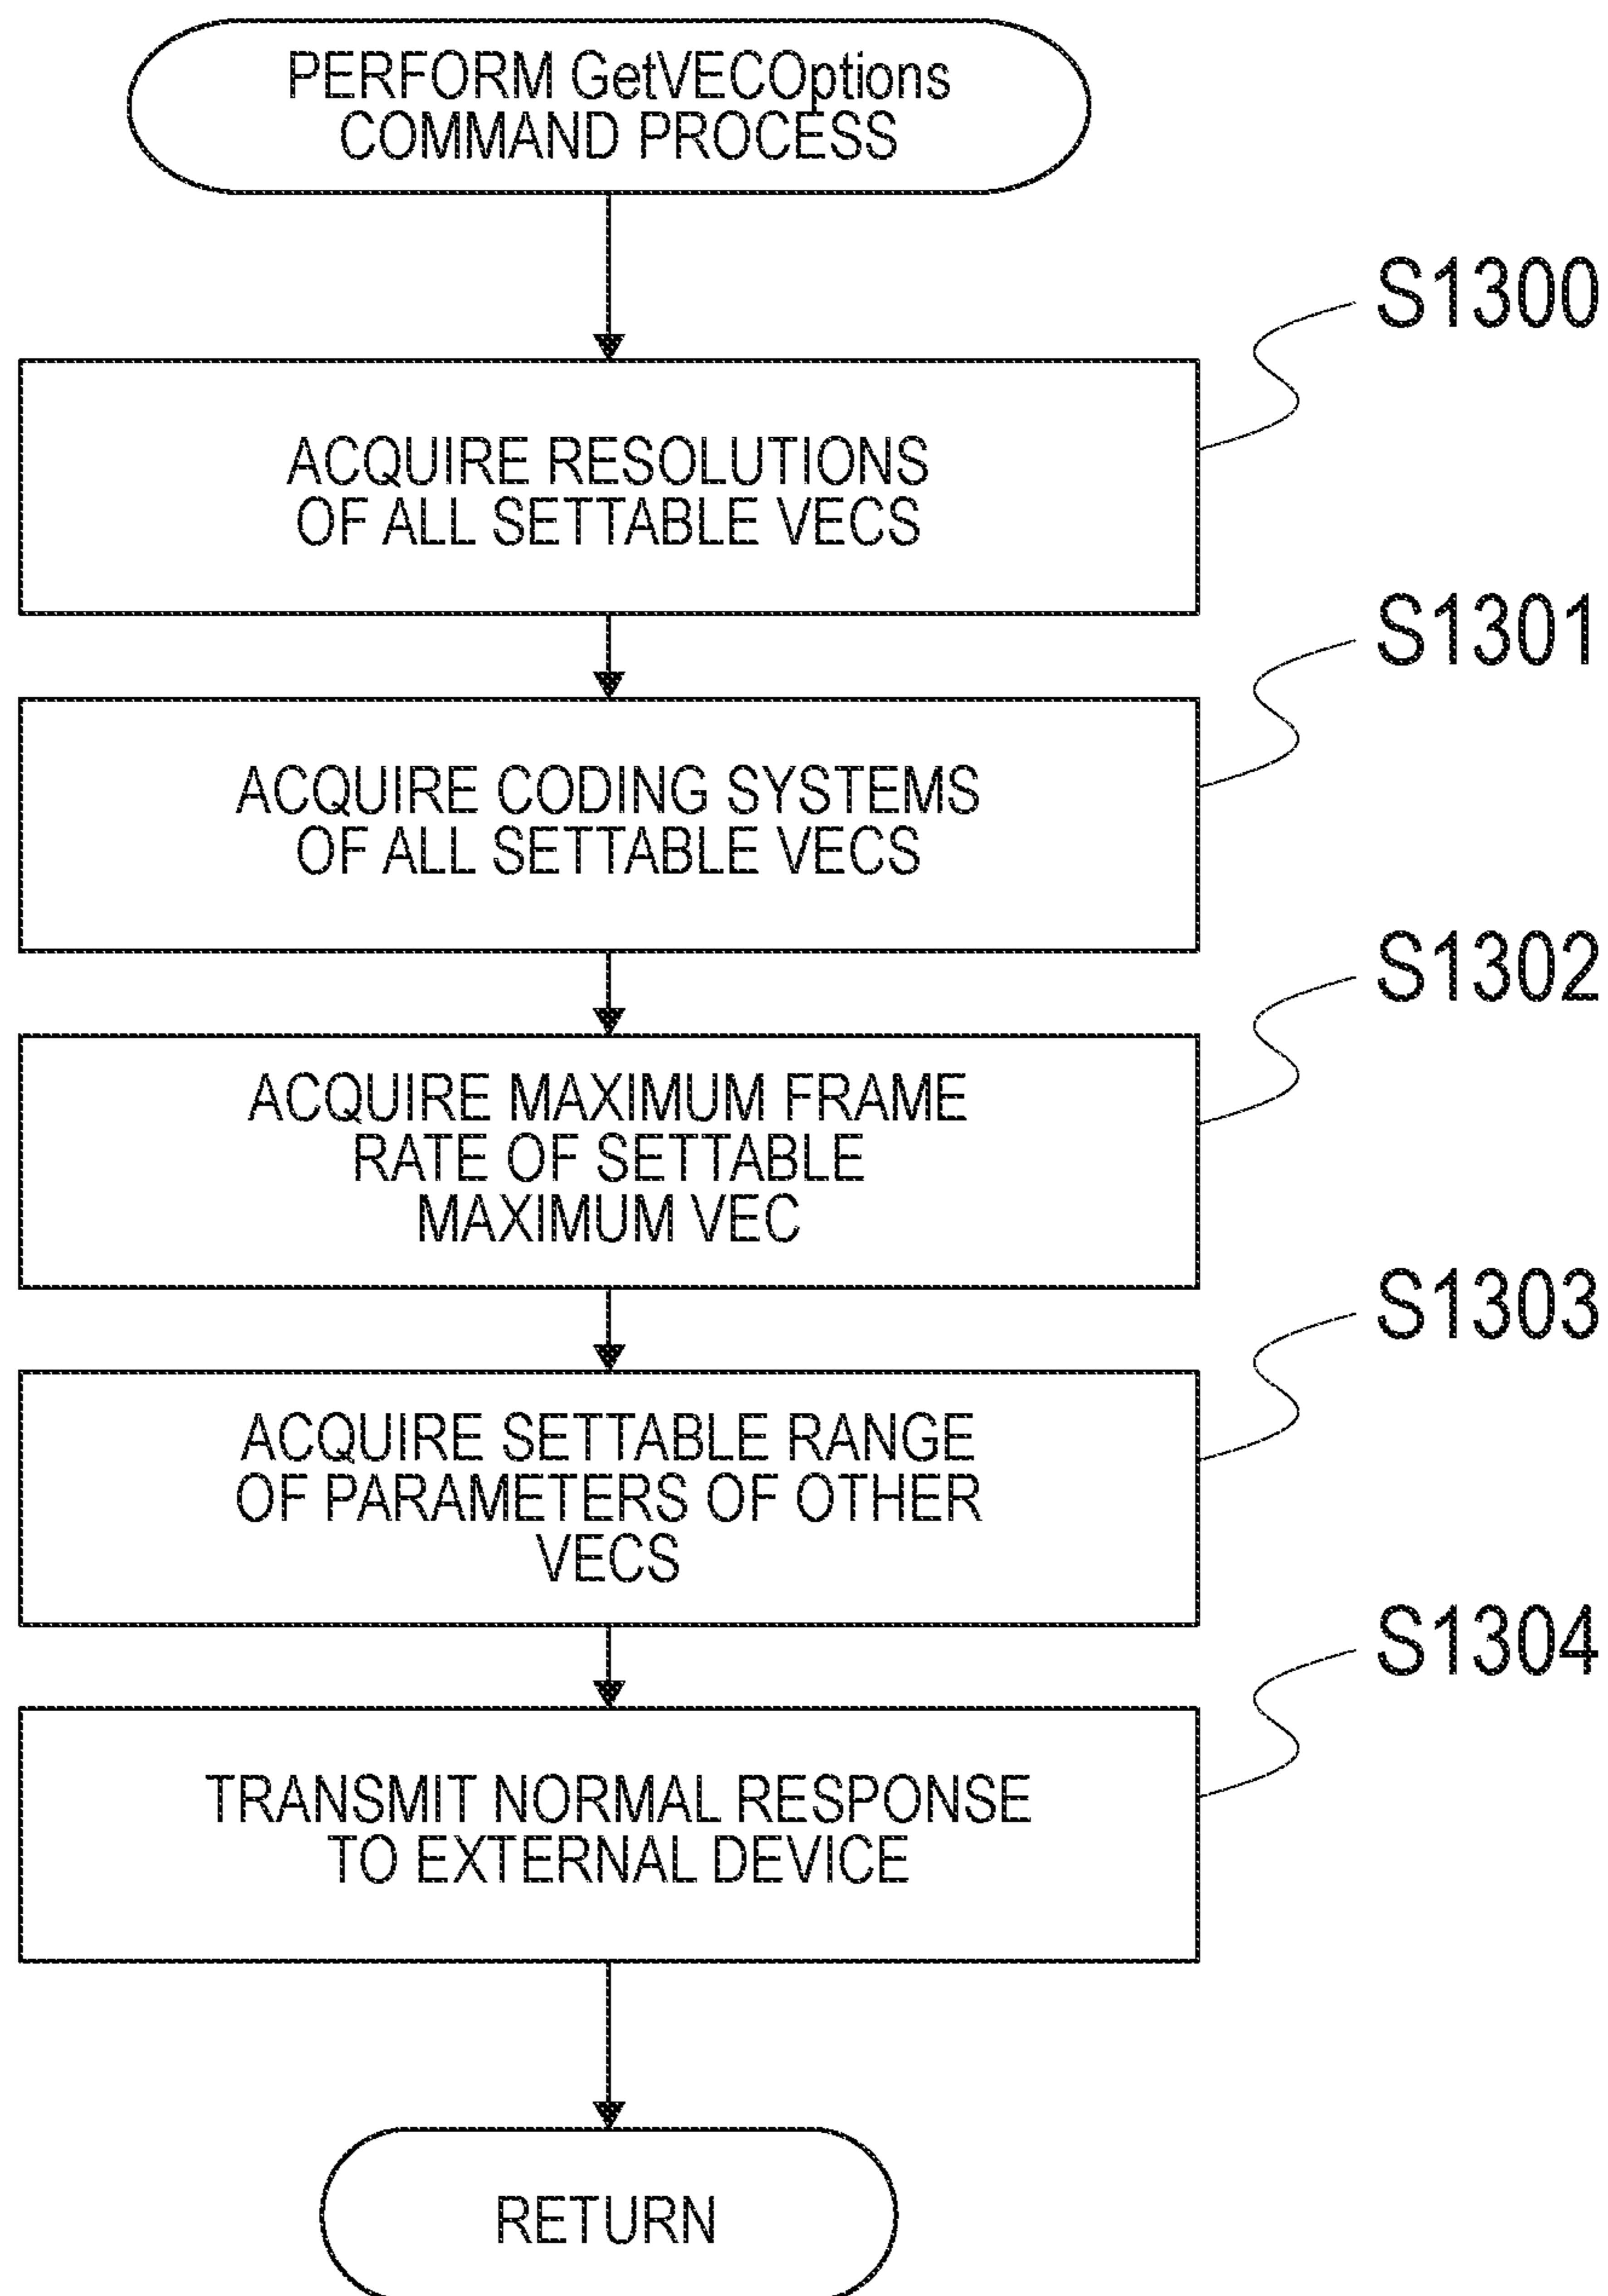 PERFORM GetVECOptions
COMMAND PROCESS
S1300
ACQUIRE RESOLUTIONS
OF ALL SETTABLE VECS
S1301
ACQUIRE CODING SYSTEMS
OF ALL SETTABLE VECS
S1302
ACQUIRE MAXIMUM FRAME
RATE OF SETTABLE
MAXIMUM VEC
S1303
ACQUIRE SETTABLE RANGE
OF PARAMETERS OF OTHER
VECS
S1304
TRANSMIT NORMAL RESPONSE
TO EXTERNAL DEVICE
RETURN